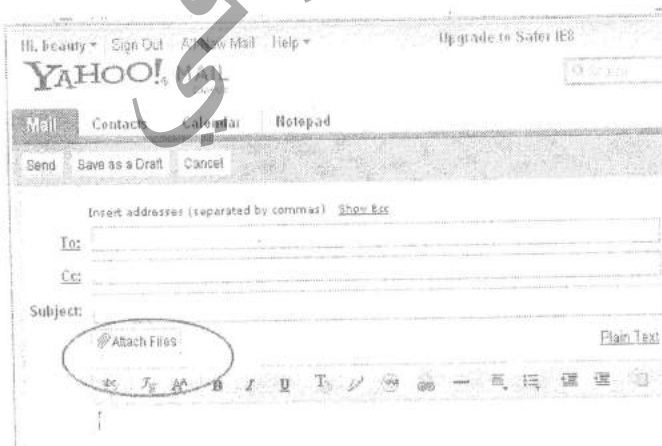 Hi, beauty Sign Out All-New Mail Help Upgrade to Safer IE8
YAHOO! MAIL
Mail Contacts Calendar Notepad
Send Save as a Draft Cancel
Insert addresses (separated by commas) Show Bcc
To:
Cc:
Subject:
Attach Files Plain Text
B I U